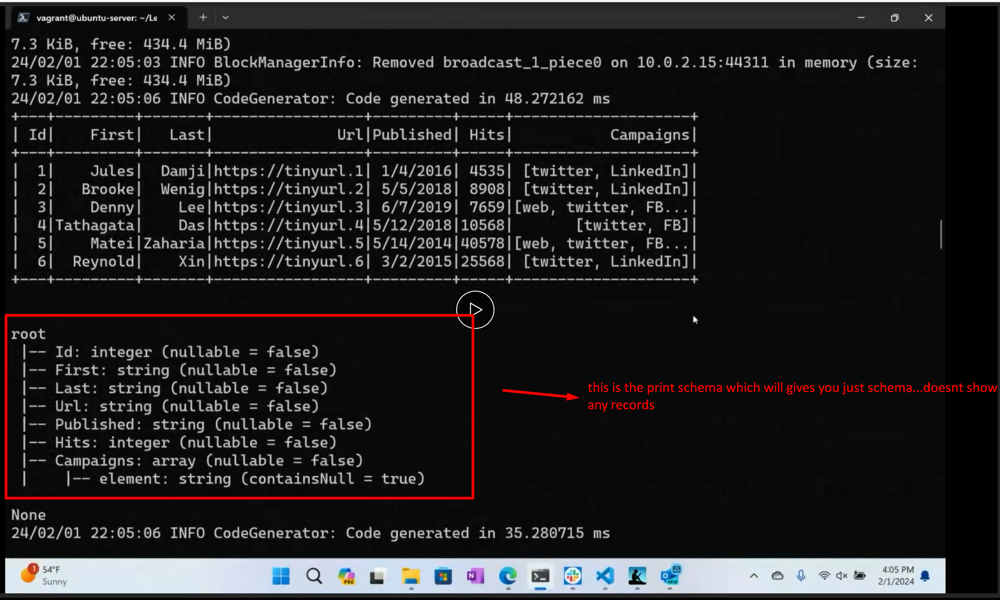 vagrant@ubuntu-server: ~/Le
7.3 KiB, free: 434.4 MiB)
24/02/01 22:05:03 INFO BlockManagerInfo: Removed broadcast_1_piece0 on 10.0.2.15:44311 in memory (size:
7.3 KiB, free: 434.4 MiB)
24/02/01 22:05:06 INFO CodeGenerator: Code generated in 48.272162 ms
+---+---------+-------+-----------------+---------+-----+--------------------+
| Id|    First|   Last|              Url|Published| Hits|           Campaigns|
+---+---------+-------+-----------------+---------+-----+--------------------+
|  1|    Jules|  Damji|https://tinyurl.1| 1/4/2016| 4535| [twitter, LinkedIn]|
|  2|   Brooke|  Wenig|https://tinyurl.2| 5/5/2018| 8908| [twitter, LinkedIn]|
|  3|    Denny|    Lee|https://tinyurl.3| 6/7/2019| 7659|[web, twitter, FB...|
|  4|Tathagata|    Das|https://tinyurl.4|5/12/2018|10568|       [twitter, FB]|
|  5|    Matei|Zaharia|https://tinyurl.5|5/14/2014|40578|[web, twitter, FB...|
|  6|  Reynold|    Xin|https://tinyurl.6| 3/2/2015|25568| [twitter, LinkedIn]|
+---+---------+-------+-----------------+---------+-----+--------------------+
root
 |-- Id: integer (nullable = false)
 |-- First: string (nullable = false)
 |-- Last: string (nullable = false)
 |-- Url: string (nullable = false)
 |-- Published: string (nullable = false)
 |-- Hits: integer (nullable = false)
 |-- Campaigns: array (nullable = false)
 |    |-- element: string (containsNull = true)
this is the print schema which will gives you just schema...doesnt show
any records
None
24/02/01 22:05:06 INFO CodeGenerator: Code generated in 35.280715 ms
1
54°F
Sunny
PRE
N
NEW
4:05 PM
2/1/2024